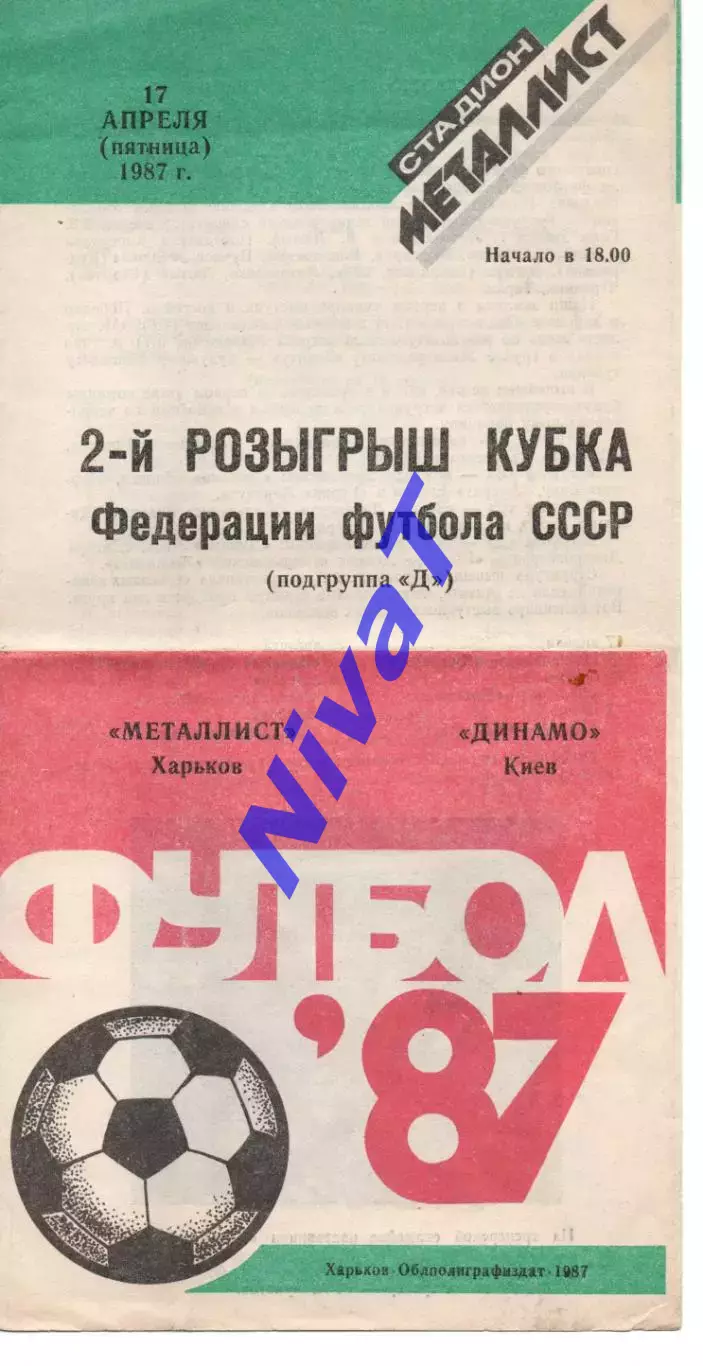 17
АПРЕЛЯ
(пятница)
1987 г.
СТАДИОН
МЕТАЛЛИСТ
Начало в 18.00
2-й РОЗЫГРЫШ КУБКА
Федерации футбола СССР
(подгруппа «Д»)
«МЕТАЛЛИСТ»
Харьков
«ДИНАМО»
Киев
NivaT
ФУТБОЛ
'87
Харьков Облполиграфиздат 1987